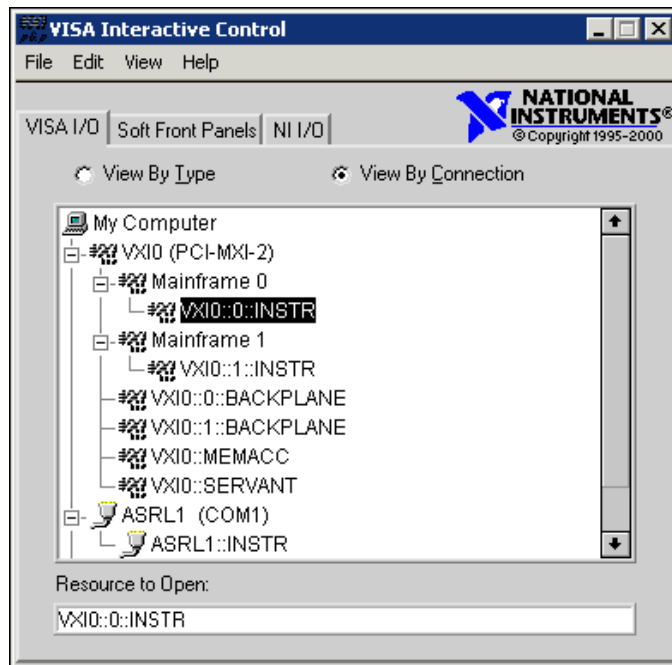 VISA Interactive Control
File Edit View Help
NATIONAL
INSTRUMENTS®
© Copyright 1995-2000
VISA I/O Soft Front Panels NI I/O
View By Type View By Connection
My Computer
VXI0 (PCI-MXI-2)
Mainframe 0
VXI0::0::INSTR
Mainframe 1
VXI0::1::INSTR
VXI0::0::BACKPLANE
VXI0::1::BACKPLANE
VXI0::MEMACC
VXI0::SERVANT
ASRL1 (COM1)
ASRL1::INSTR
Resource to Open:
VXI0::0::INSTR